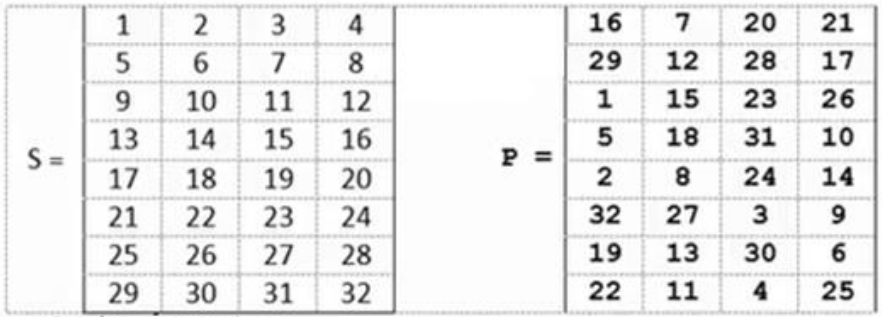 1 2 3 4 16 7 20 21
5 6 7 8 29 12 28 17
9 10 11 12 1 15 23 26
13 14 15 16 5 18 31 10
S = P =
17 18 19 20 2 8 24 14
21 22 23 24 32 27 3 9
25 26 27 28 19 13 30 6
29 30 31 32 22 11 4 25